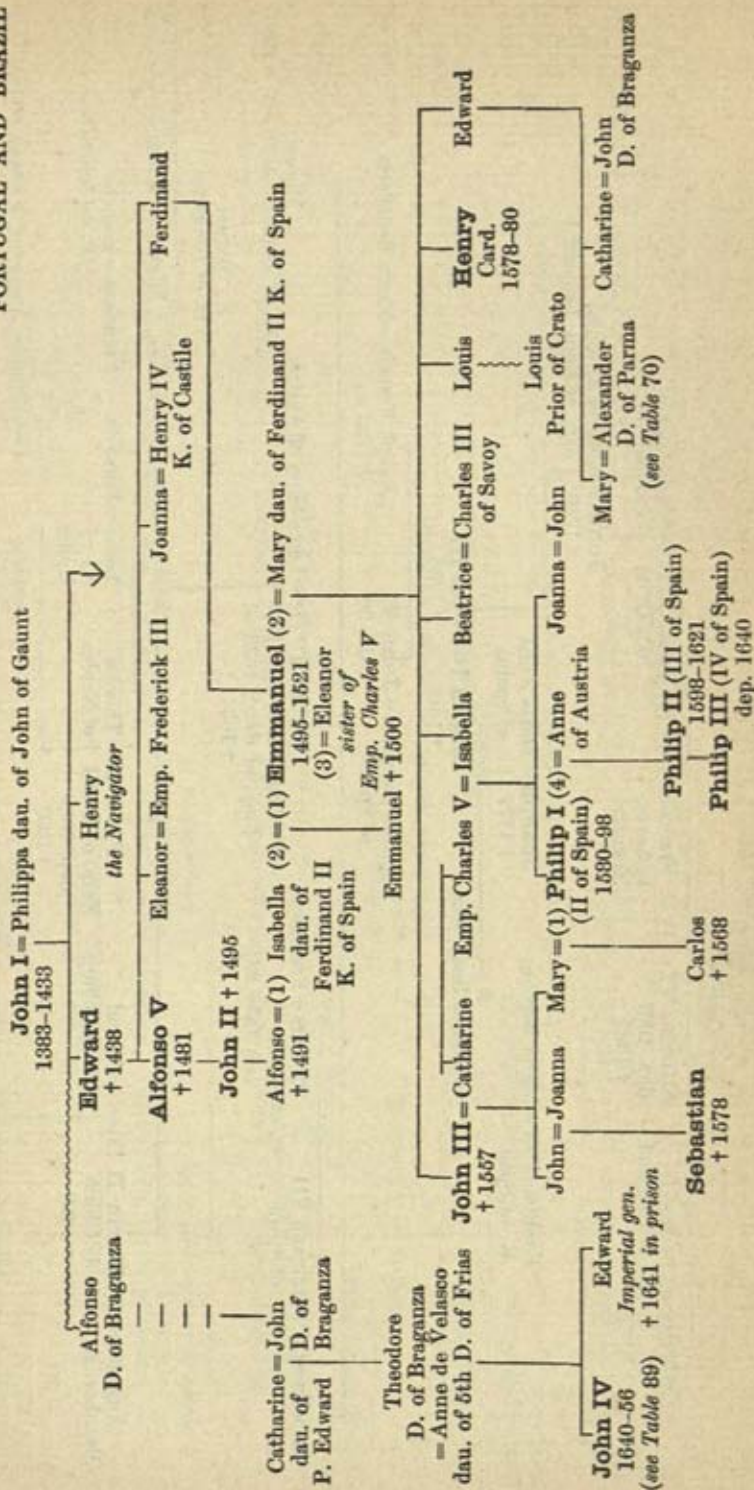 PORTUGAL AND BRAZIL
John I=Philippa dau. of John of Gaunt
1383-1433
Alfonso
D. of Braganza
Edward
†1438
Henry
the Navigator
Alfonso V
†1481
Eleanor=Emp. Frederick III
Joanna=Henry IV
K. of Castile
Ferdinand
John II †1495
Catharine=John
dau. of D. of
P. Edward Braganza
Alfonso=(1) Isabella (2)=(1) Emmanuel (2)=Mary dau. of Ferdinand II K. of Spain
†1491
dau. of
Ferdinand II
K. of Spain
1495-1521
(3)=Eleanor
sister of
Emp. Charles V
Emmanuel †1500
Theodore
D. of Braganza
=Anne de Velasco
dau. of 5th D. of Frias
John III=Catharine
†1557
Emp. Charles V=Isabella
Beatrice=Charles III
of Savoy
Louis
Henry
Card.
1578-80
Edward
Louis
Prior of Crato
John IV
1640-56
(see Table 89)
Edward
Imperial gen.
†1641 in prison
John=Joanna
Mary=(1) Philip I (4)=Anne
(II of Spain)
1580-98
of Austria
Joanna=John
Mary=Alexander
D. of Parma
(see Table 70)
Catharine=John
D. of Braganza
Sebastian
†1578
Carlos
†1568
Philip II (III of Spain)
1598-1621
Philip III (IV of Spain)
dep. 1640